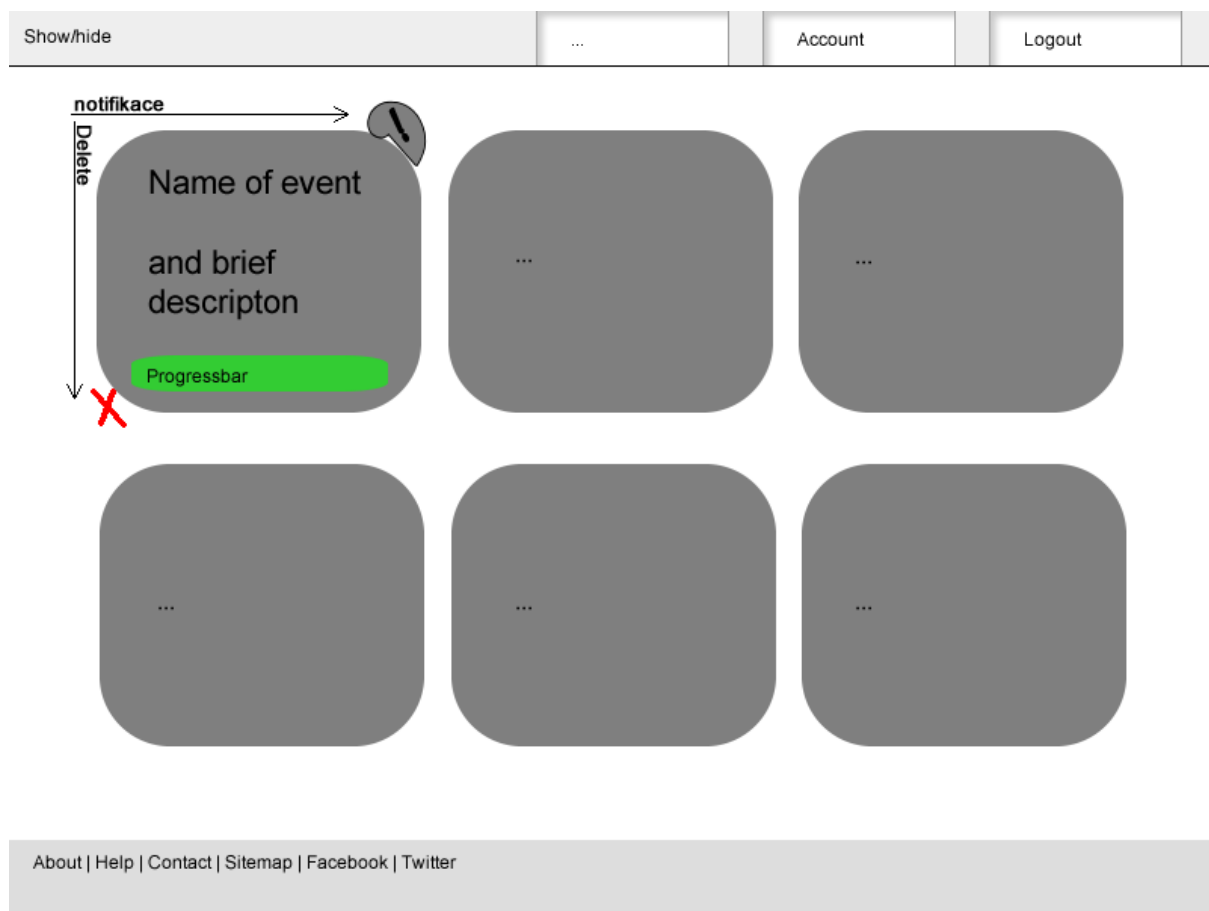 Show/hide
...
Account
Logout
notifikace
Delete
Name of event
and brief
descripton
Progressbar
...
...
...
...
...
About | Help | Contact | Sitemap | Facebook | Twitter